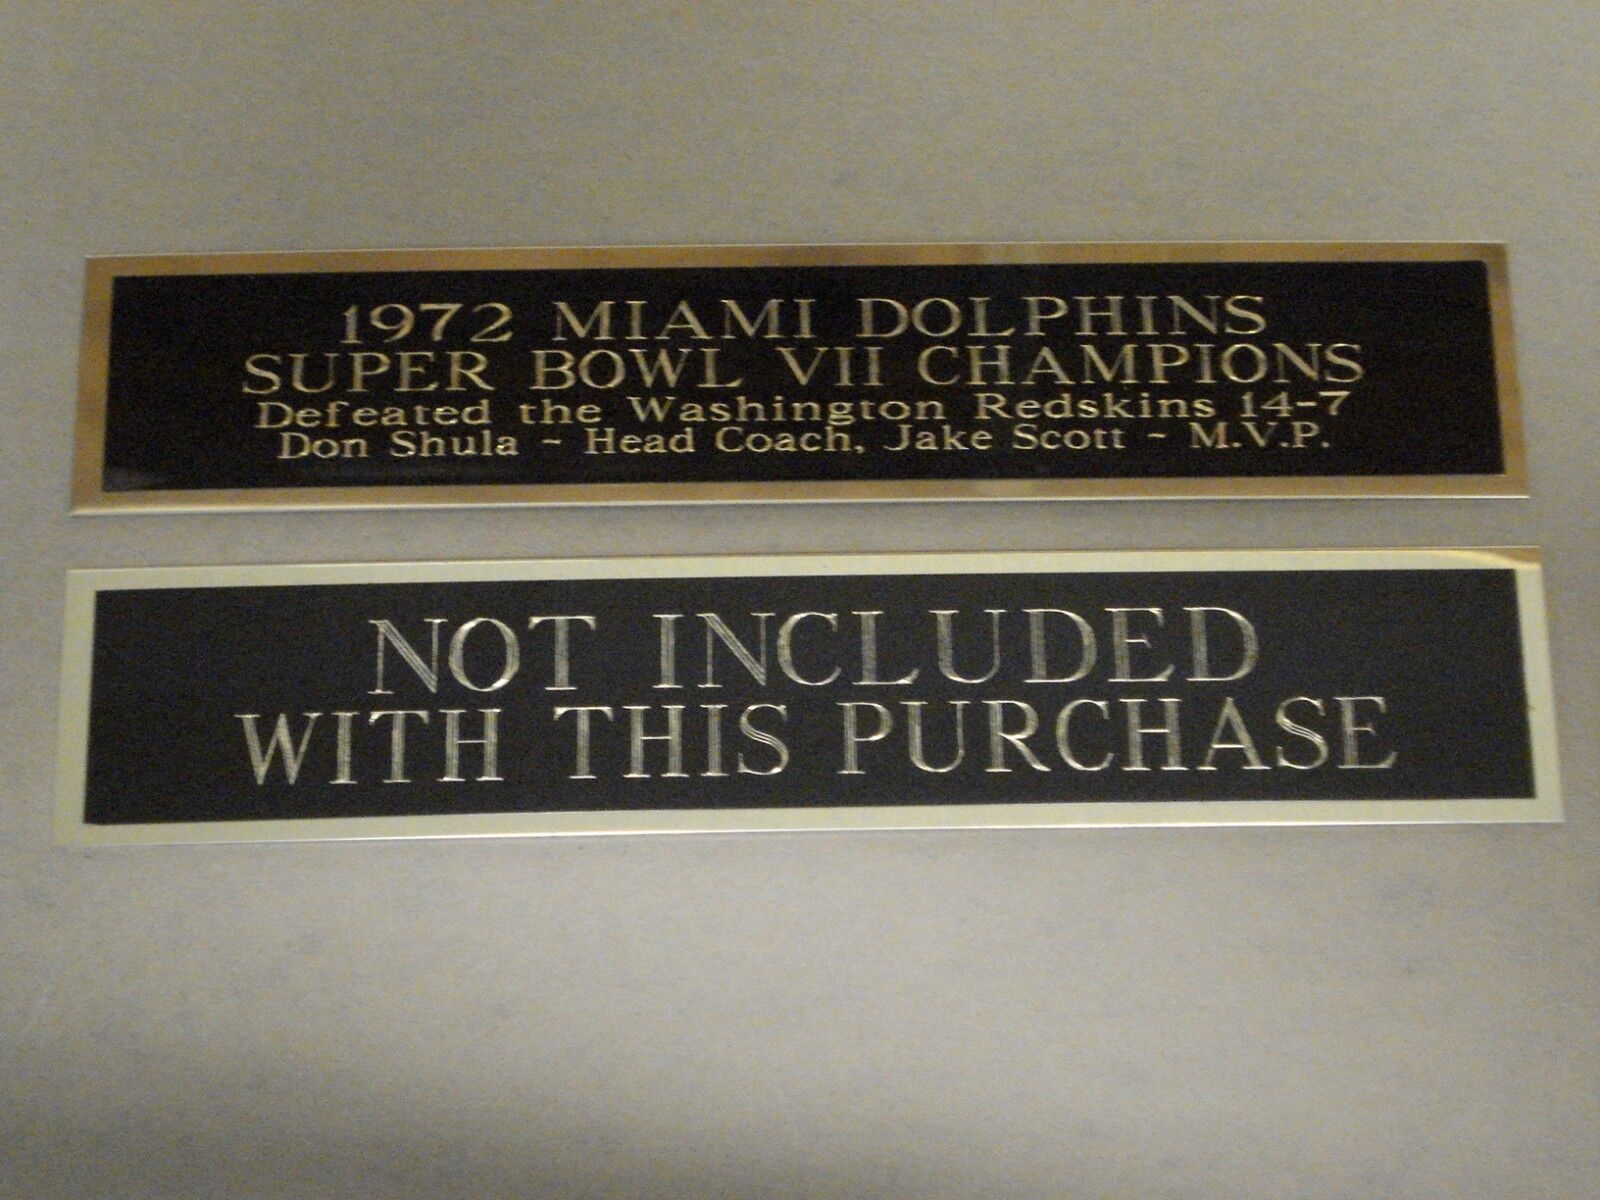 1972 MIAMI DOLPHINS
SUPER BOWL VII CHAMPIONS
Defeated the Washington Redskins 14-7
Don Shula ~ Head Coach, Jake Scott ~ M.V.P.
NOT INCLUDED
WITH THIS PURCHASE